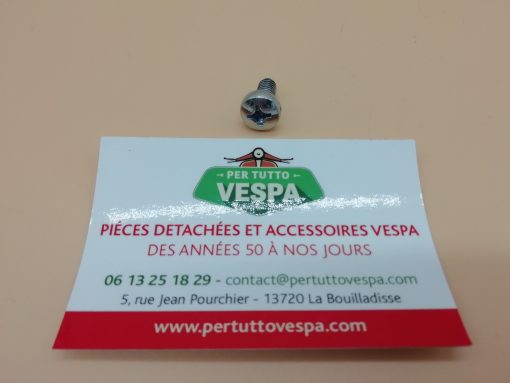 PER TUTTO
VESPA
PIÉCES DETACHÉES ET ACCESSOIRES VESPA
DES ANNÉES 50 À NOS JOURS
06 13 25 18 29 - contact@pertuttovespa.com
5, rue Jean Pourchier - 13720 La Bouilladisse
www.pertuttovespa.com